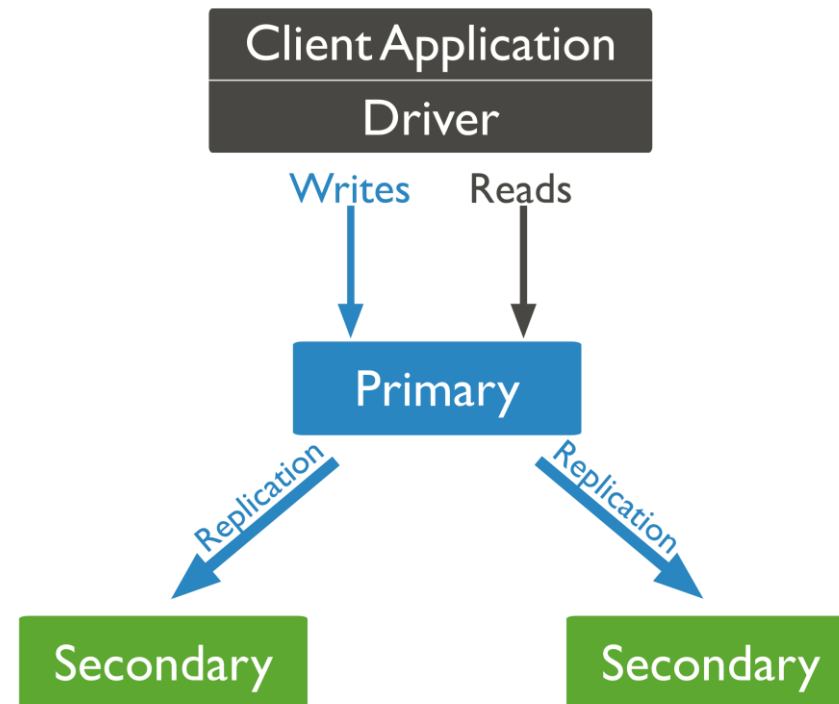 Client Application
Driver
Writes
Reads
Primary
Replication
Replication
Secondary
Secondary